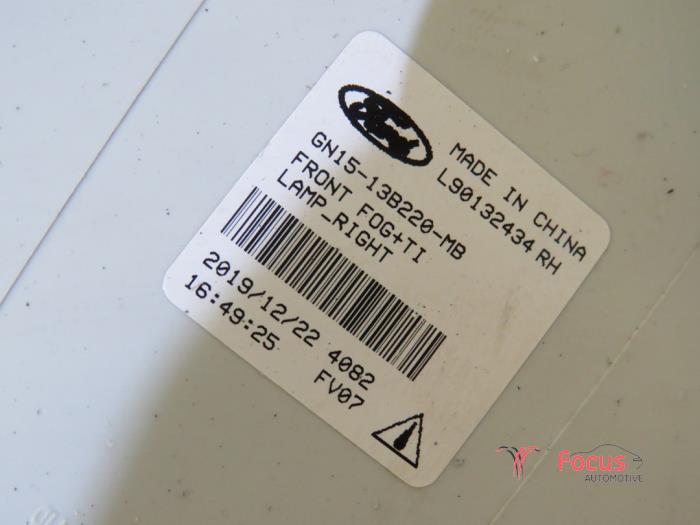 Ford
MADE IN CHINA
L90132434 RH
GN15-13B220-MB
FRONT FOG+TI
LAMP_RIGHT
2019/12/22 4082
16:49:25 FV07
Focus
AUTOMOTIVE